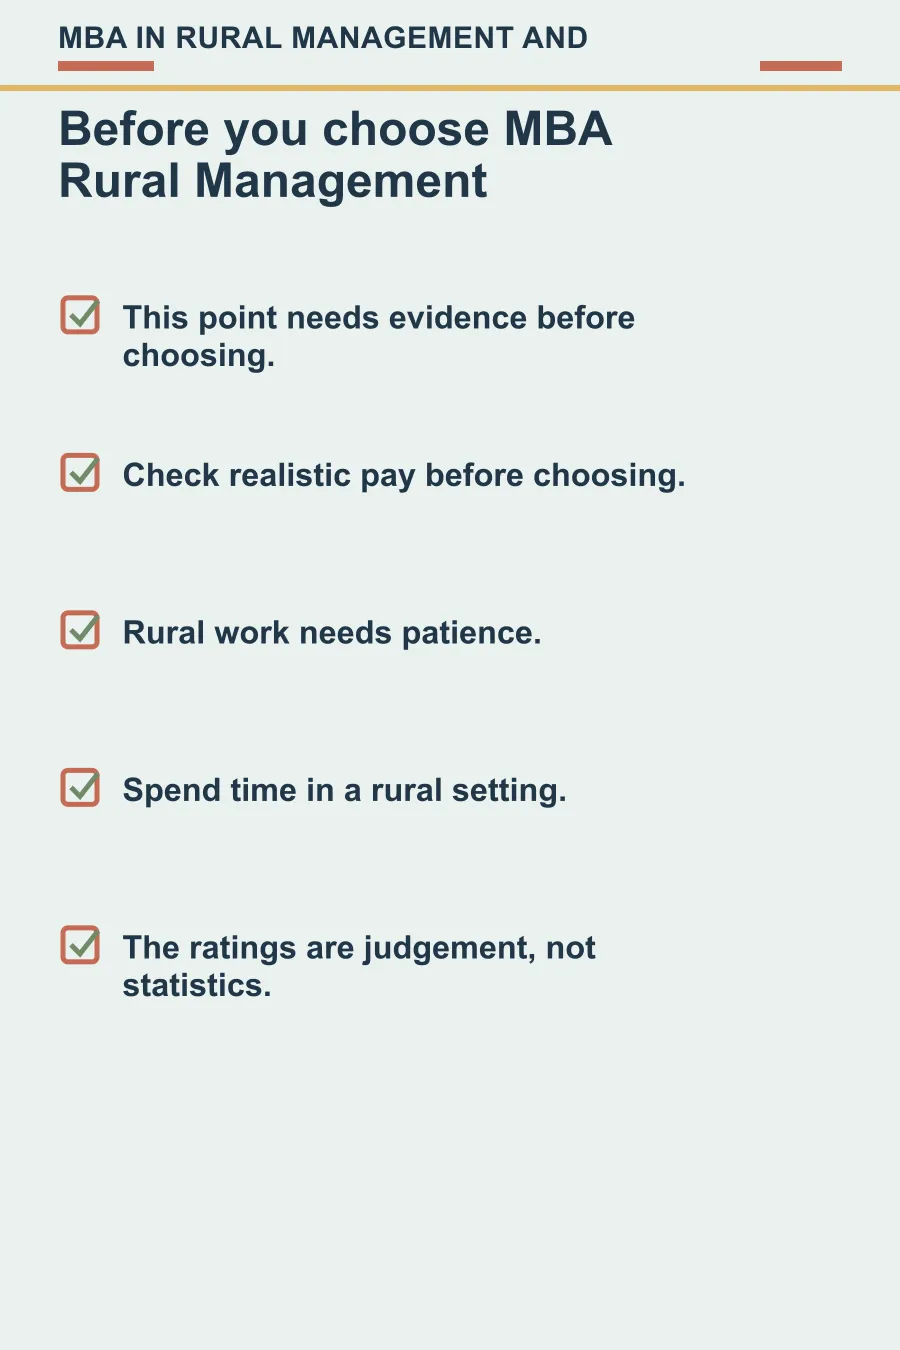 MBA IN RURAL MANAGEMENT AND
Before you choose MBA
Rural Management
This point needs evidence before
choosing.
Check realistic pay before choosing.
Rural work needs patience.
Spend time in a rural setting.
The ratings are judgement, not
statistics.